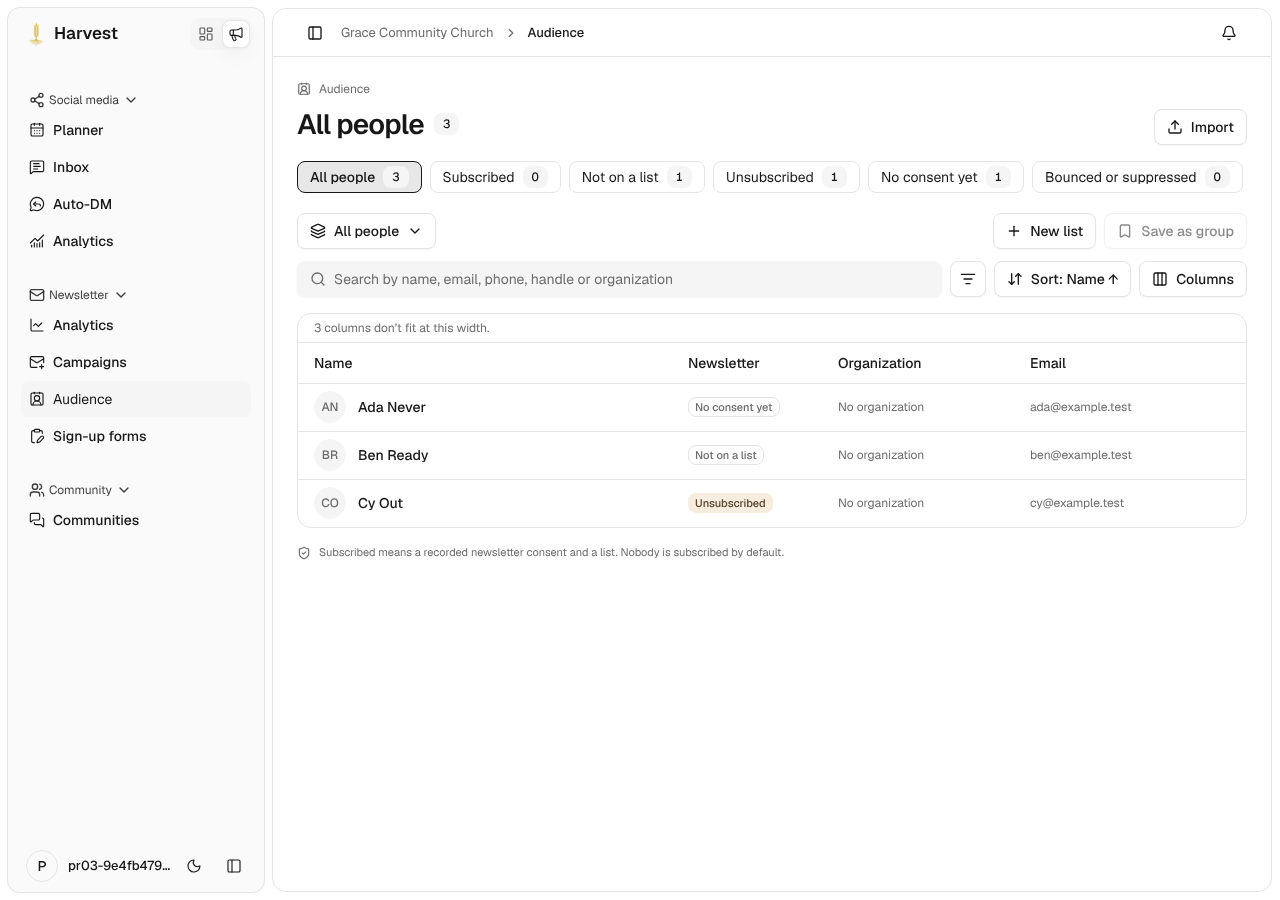 Harvest
Social media
Planner
Inbox
Auto-DM
Analytics
Newsletter
Analytics
Campaigns
Audience
Sign-up forms
Community
Communities
P pr03-9e4fb479...
Grace Community Church > Audience
Audience
All people 3
Import
All people 3 Subscribed 0 Not on a list 1 Unsubscribed 1 No consent yet 1 Bounced or suppressed 0
All people New list Save as group
Search by name, email, phone, handle or organization Sort: Name ↑ Columns
3 columns don't fit at this width.
Name Newsletter Organization Email
AN Ada Never No consent yet No organization ada@example.test
BR Ben Ready Not on a list No organization ben@example.test
CO Cy Out Unsubscribed No organization cy@example.test
Subscribed means a recorded newsletter consent and a list. Nobody is subscribed by default.